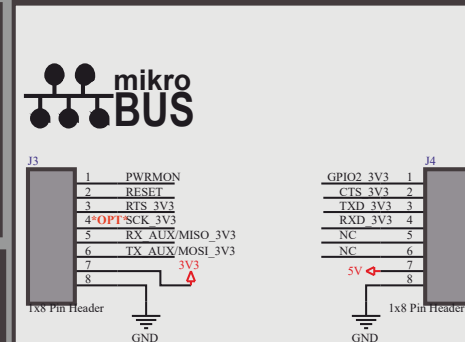 mikro
BUS
J3
J4
1 PWRMON
2 RESET
3 RTS_3V3
4 *OPT* SCK_3V3
5 RX_AUX/MISO_3V3
6 TX_AUX/MOSI_3V3
7
8
3V3
1x8 Pin Header
GND
GPIO2_3V3 1
CTS_3V3 2
TXD_3V3 3
RXD_3V3 4
NC 5
NC 6
5V 7
8
1x8 Pin Header
GND